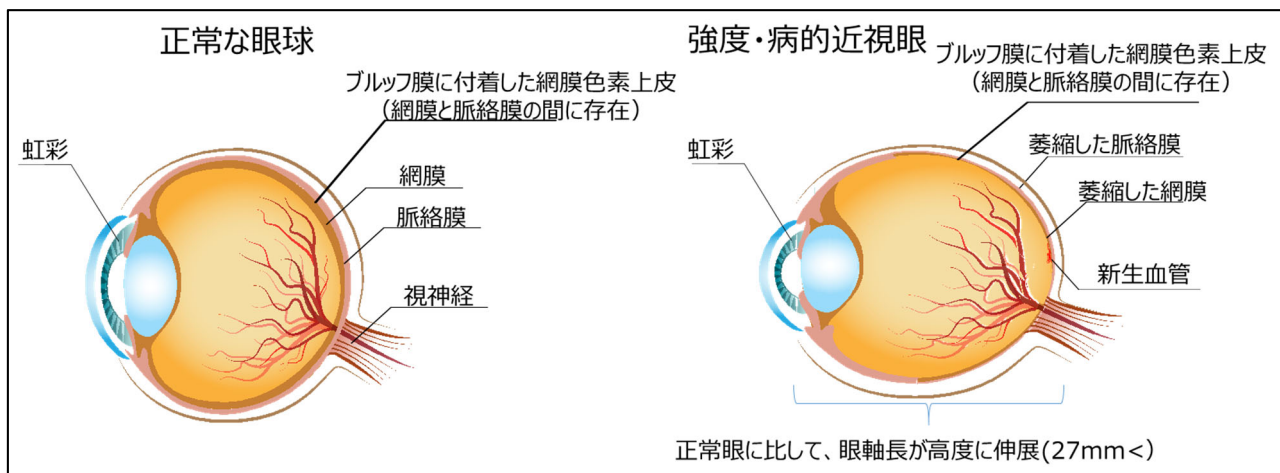 正常な眼球
ブルッフ膜に付着した網膜色素上皮
（網膜と脈絡膜の間に存在）
虹彩
網膜
脈絡膜
視神経
強度・病的近視眼
ブルッフ膜に付着した網膜色素上皮
（網膜と脈絡膜の間に存在）
虹彩
萎縮した脈絡膜
萎縮した網膜
新生血管
正常眼に比して、眼軸長が高度に伸展(27mm<）